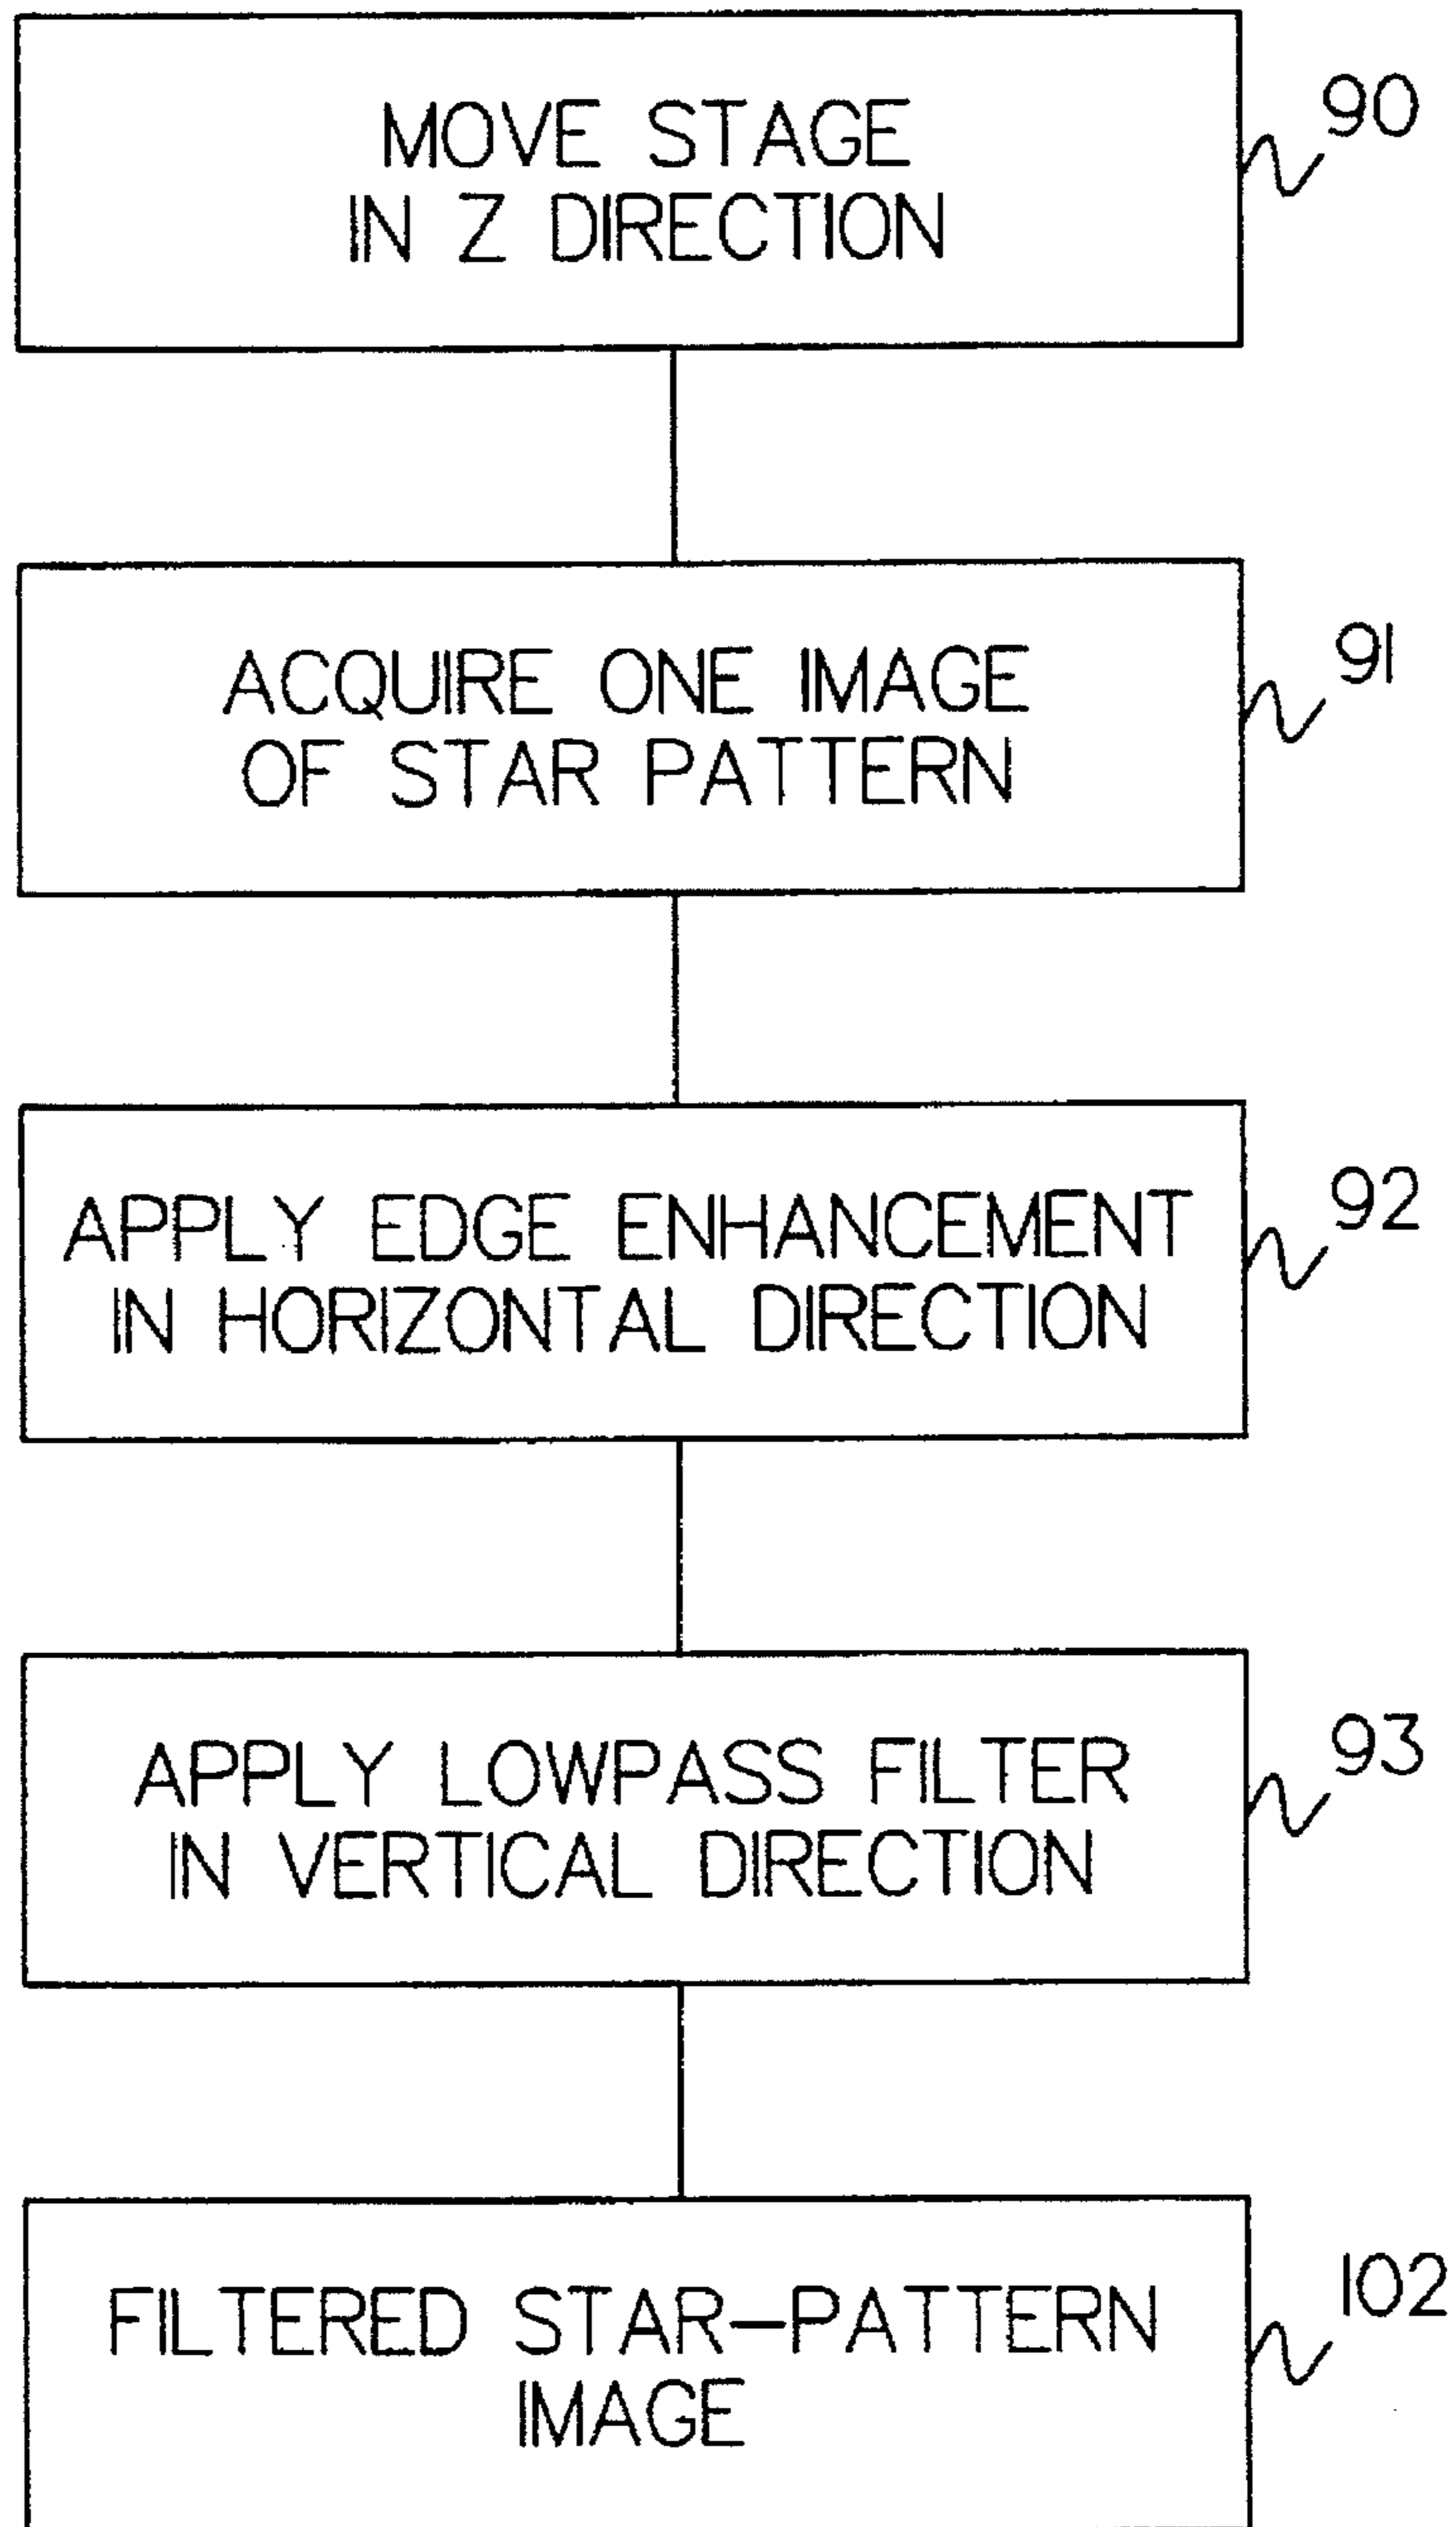 MOVE STAGE
IN Z DIRECTION
90
ACQUIRE ONE IMAGE
OF STAR PATTERN
91
APPLY EDGE ENHANCEMENT
IN HORIZONTAL DIRECTION
92
APPLY LOWPASS FILTER
IN VERTICAL DIRECTION
93
FILTERED STAR-PATTERN
IMAGE
102